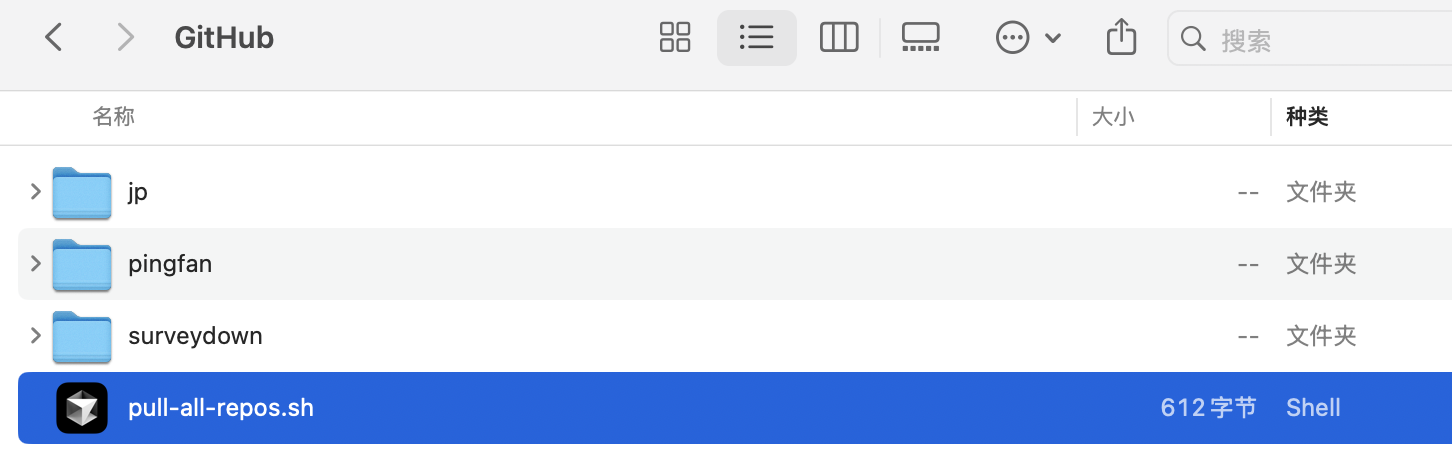 GitHub 搜索
名称 大小 种类
jp -- 文件夹
pingfan -- 文件夹
surveydown -- 文件夹
pull-all-repos.sh 612 字节 Shell